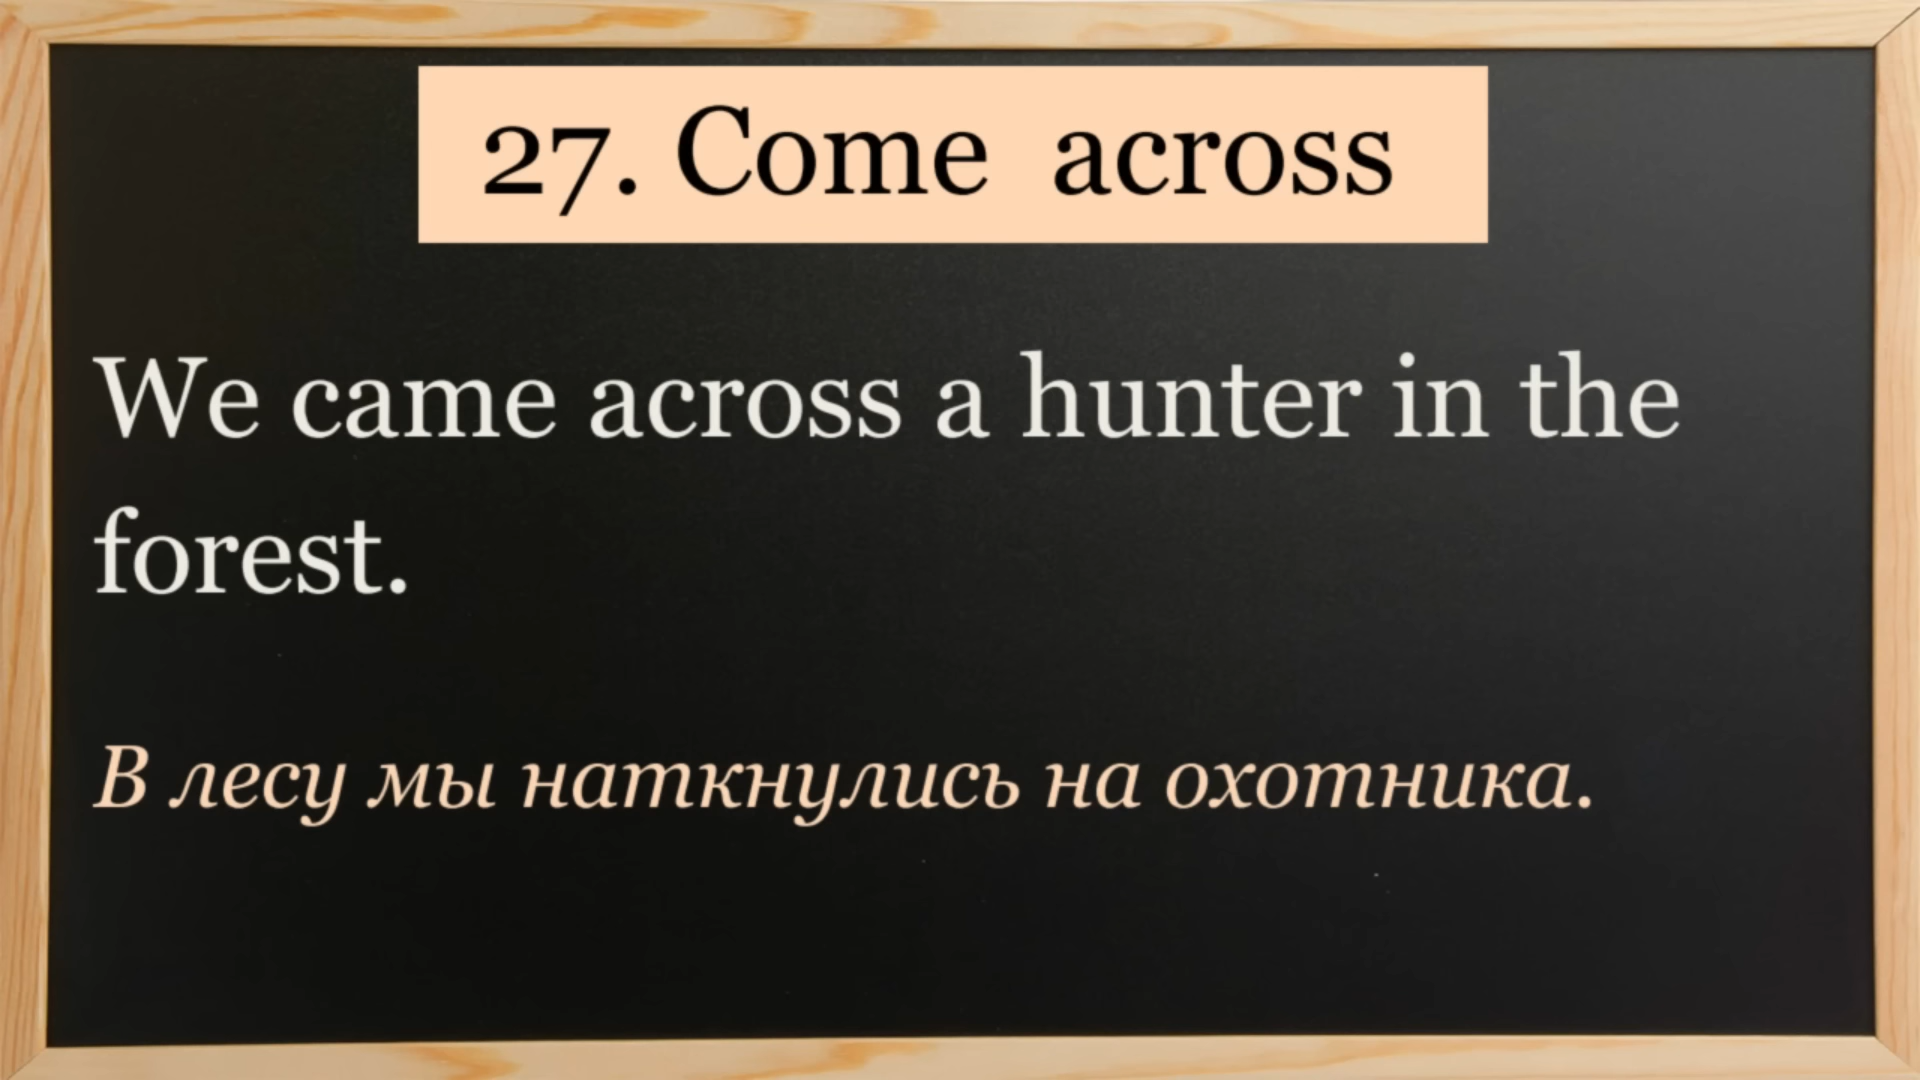 27. Come across
We came across a hunter in the
forest.
В лесу мы наткнулись на охотника.